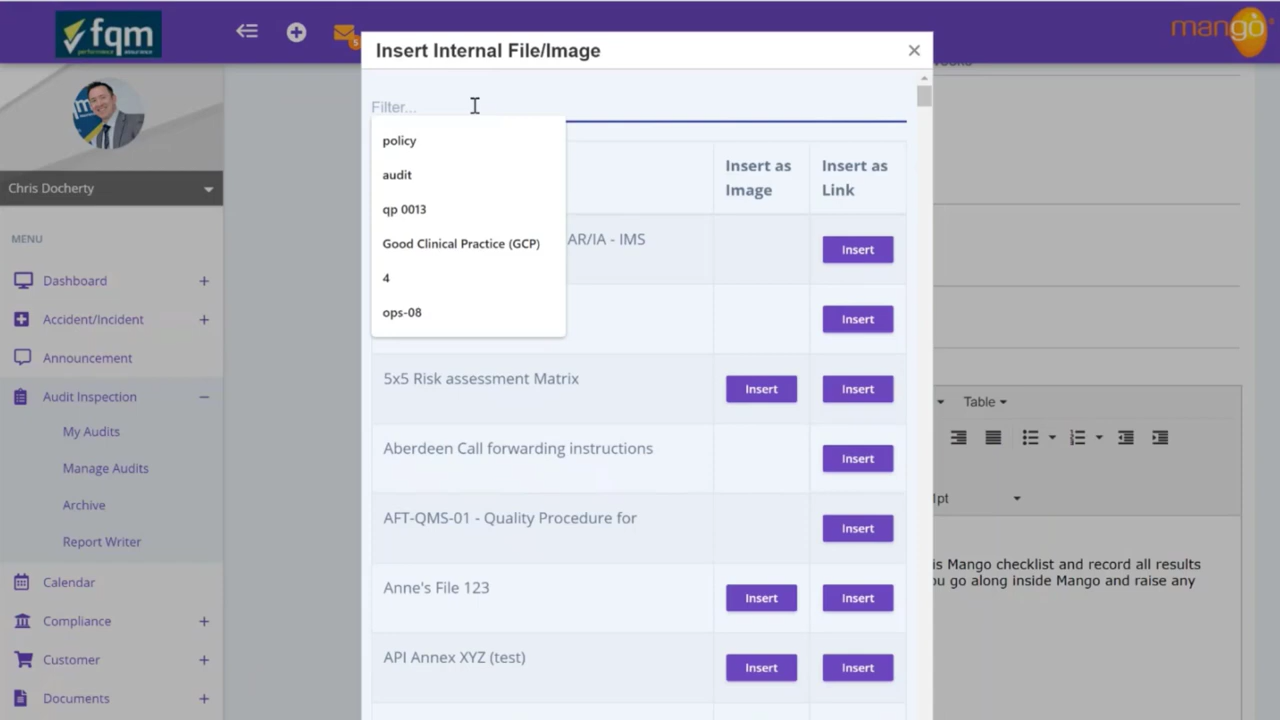 fqm
performance assurance
5
mango
Insert Internal File/Image
Filter...
policy
audit
qp 0013
Good Clinical Practice (GCP)
4
ops-08
Insert as
Image
Insert as
Link
AR/IA - IMS
Insert
Insert
5x5 Risk assessment Matrix
Insert
Insert
Aberdeen Call forwarding instructions
Insert
AFT-QMS-01 - Quality Procedure for
Insert
Anne's File 123
Insert
Insert
API Annex XYZ (test)
Insert
Insert
Chris Docherty
MENU
Dashboard
Accident/Incident
Announcement
Audit Inspection
My Audits
Manage Audits
Archive
Report Writer
Calendar
Compliance
Customer
Documents
Table
pt
is Mango checklist and record all results
ou go along inside Mango and raise any